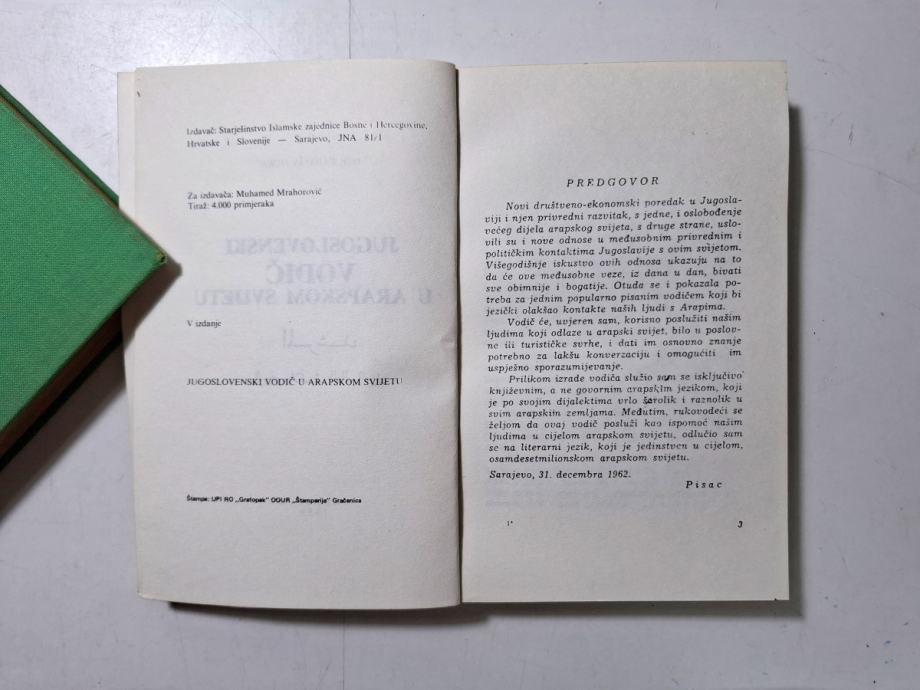 Izdavač: Starješinstvo Islamske zajednice Bosne i Hercegovine,
Hrvatske i Slovenije — Sarajevo, JNA 81/1
Za izdavača: Muhamed Mrahorović
Tiraž: 4.000 primjeraka
V izdanje
JUGOSLOVENSKI VODIČ U ARAPSKOM SVIJETU
Štampa: UPI RO „Grafopak" OOUR „Štamparija" Gračanica
PREDGOVOR
Novi društveno-ekonomski poredak u Jugosla-
viji i njen privredni razvitak, s jedne, i oslobođenje
većeg dijela arapskog svijeta, s druge strane, uslo-
vili su i nove odnose u međusobnim privrednim i
političkim kontaktima Jugoslavije s ovim svijetom.
Višegodišnje iskustvo ovih odnosa ukazuju na to
da će ove međusobne veze, iz dana u dan, bivati
sve obimnije i bogatije. Otuda se i pokazala po-
treba za jednim popularno pisanim vodičem koji bi
jezički olakšao kontakte naših ljudi s Arapima.
Vodič će, uvjeren sam, korisno poslužiti našim
ljudima koji odlaze u arapski svijet, bilo u poslov-
ne ili turističke svrhe, i dati im osnovno znanje
potrebno za lakšu konverzaciju i omogućiti im
uspješno sporazumijevanje.
Prilikom izrade vodiča služio sam se isključivo
književnim, a ne govornim arapskim jezikom, koji
je po svojim dijalektima vrlo šarolik i raznolik u
svim arapskim zemljama. Međutim, rukovodeći se
željom da ovaj vodič posluži kao ispomoć našim
ljudima u cijelom arapskom svijetu, odlučio sam
se na literarni jezik, koji je jedinstven u cijelom,
osamdesetmilionskom arapskom svijetu.
Sarajevo, 31. decembra 1962.
Pisac
1*
3